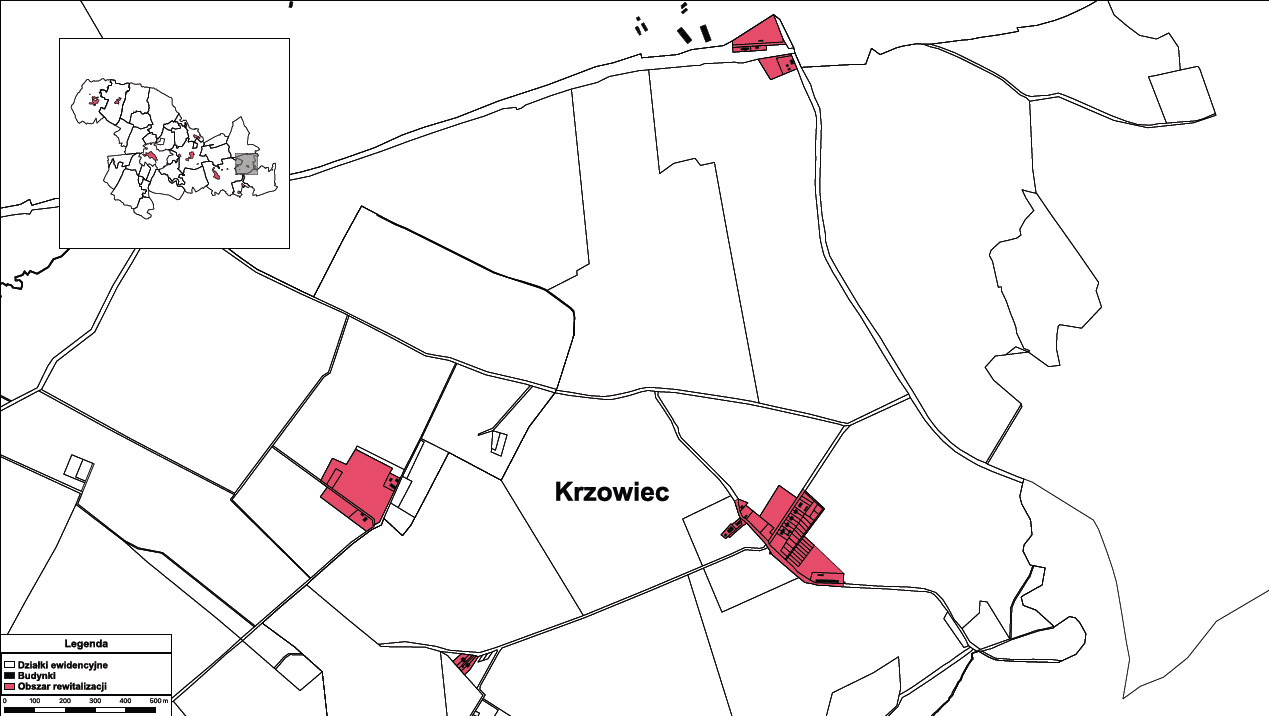 Krzowiec
Legenda
Działki ewidencyjne
Budynki
Obszar rewitalizacji
0 100 200 300 400 500 m